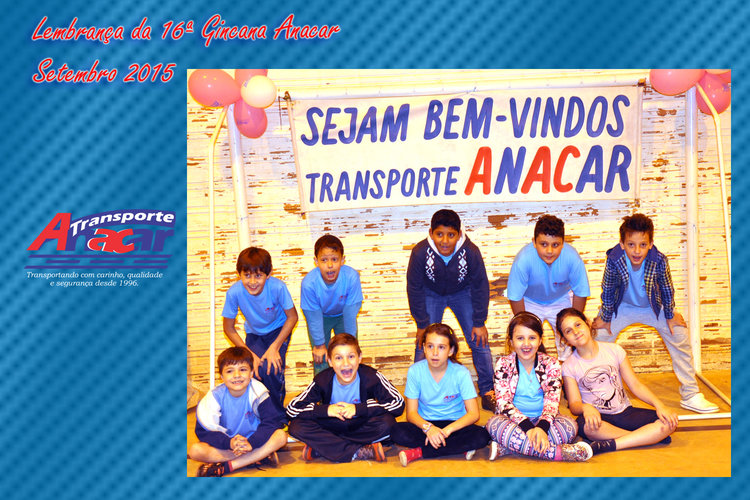 Lembrança da 16ª Gincana Anacar
Setembro 2015
SEJAM BEM-VINDOS
TRANSPORTE ANACAR
Transporte
Anacar
Transportando com carinho, qualidade
e segurança desde 1996.